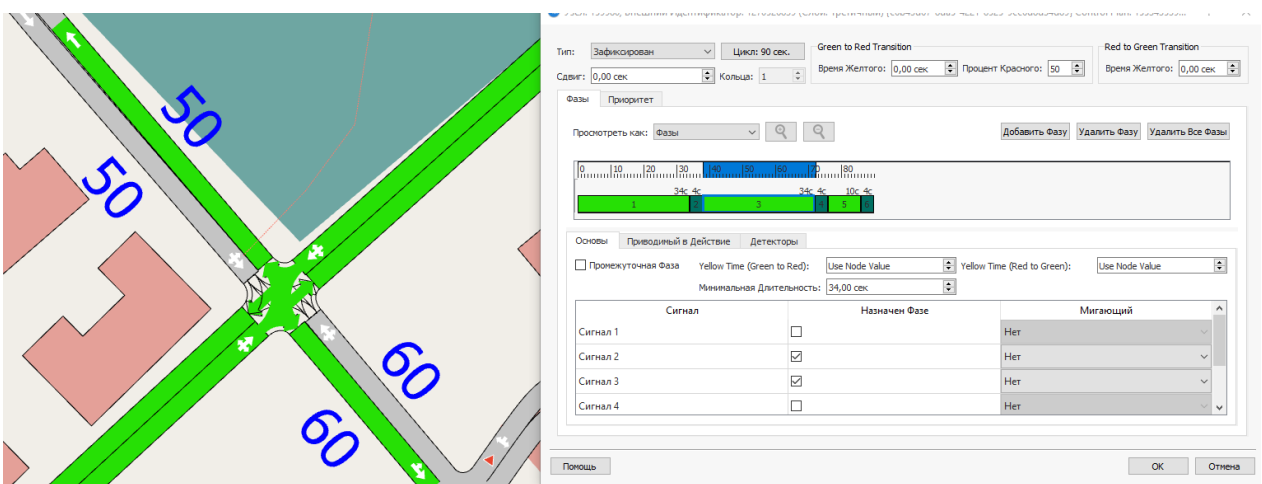 50
50
60
60
Тип: Зафиксирован Цикл: 90 сек.
Green to Red Transition
Время Желтого: 0,00 сек Процент Красного: 50
Red to Green Transition
Время Желтого: 0,00 сек
Сдвиг: 0,00 сек Кольца: 1
Фазы Приоритет
Просмотреть как: Фазы Добавить Фазу Удалить Фазу Удалить Все Фазы
0 10 20 30 40 50 60 70 80
34с 4с 34с 4с 10с 4с
1 2 3 4 5 6
Основы Приводимый в Действие Детекторы
Промежуточная Фаза Yellow Time (Green to Red): Use Node Value Yellow Time (Red to Green): Use Node Value
Минимальная Длительность: 34,00 сек
Сигнал Назначен Фазе Мигающий
Сигнал 1 Нет
Сигнал 2 Нет
Сигнал 3 Нет
Сигнал 4 Нет
Помощь OK Отмена